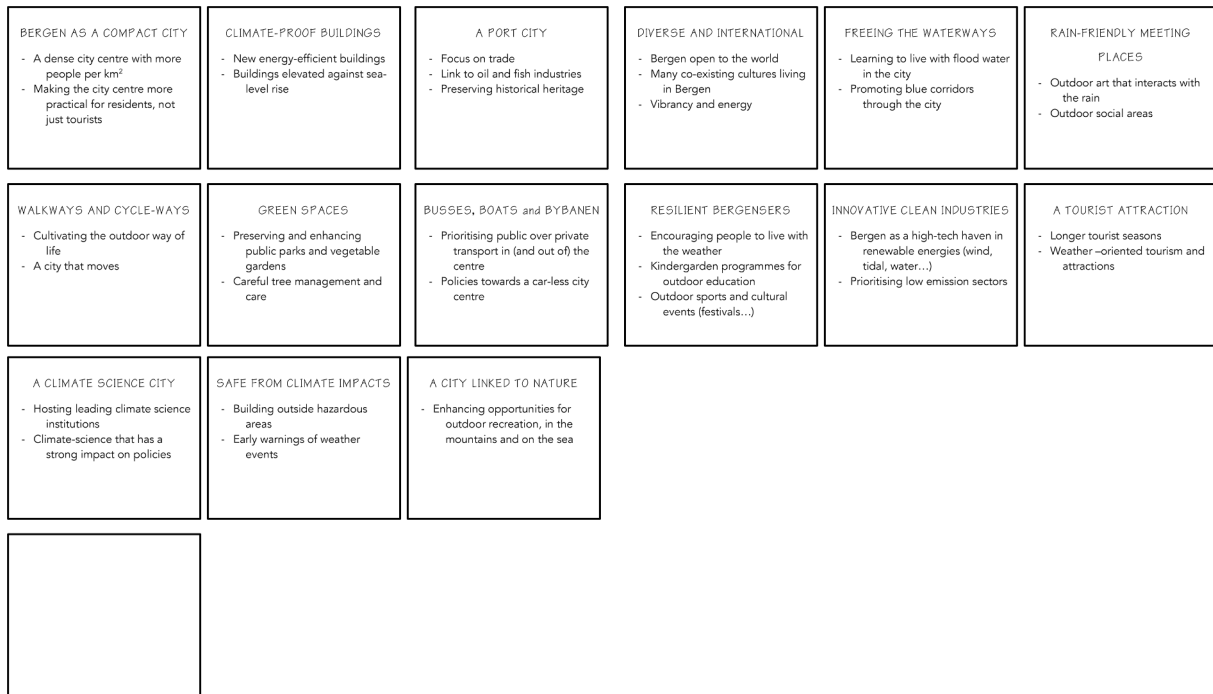 BERGEN AS A COMPACT CITY
- A dense city centre with more
people per km²
- Making the city centre more
practical for residents, not
just tourists
CLIMATE-PROOF BUILDINGS
- New energy-efficient buildings
- Buildings elevated against sea-
level rise
A PORT CITY
- Focus on trade
- Link to oil and fish industries
- Preserving historical heritage
DIVERSE AND INTERNATIONAL
- Bergen open to the world
- Many co-existing cultures living
in Bergen
- Vibrancy and energy
FREEING THE WATERWAYS
- Learning to live with flood water
in the city
- Promoting blue corridors
through the city
RAIN-FRIENDLY MEETING
PLACES
- Outdoor art that interacts with
the rain
- Outdoor social areas
WALKWAYS AND CYCLE-WAYS
- Cultivating the outdoor way of
life
- A city that moves
GREEN SPACES
- Preserving and enhancing
public parks and vegetable
gardens
- Careful tree management and
care
BUSSES, BOATS and BYBANEN
- Prioritising public over private
transport in (and out of) the
centre
- Policies towards a car-less city
centre
RESILIENT BERGENSERS
- Encouraging people to live with
the weather
- Kindergarden programmes for
outdoor education
- Outdoor sports and cultural
events (festivals…)
INNOVATIVE CLEAN INDUSTRIES
- Bergen as a high-tech haven in
renewable energies (wind,
tidal, water…)
- Prioritising low emission sectors
A TOURIST ATTRACTION
- Longer tourist seasons
- Weather –oriented tourism and
attractions
A CLIMATE SCIENCE CITY
- Hosting leading climate science
institutions
- Climate-science that has a
strong impact on policies
SAFE FROM CLIMATE IMPACTS
- Building outside hazardous
areas
- Early warnings of weather
events
A CITY LINKED TO NATURE
- Enhancing opportunities for
outdoor recreation, in the
mountains and on the sea